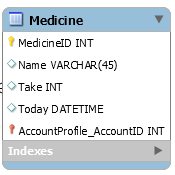 Medicine
MedicineID INT
Name VARCHAR(45)
Take INT
Today DATETIME
AccountProfile_AccountID INT
Indexes